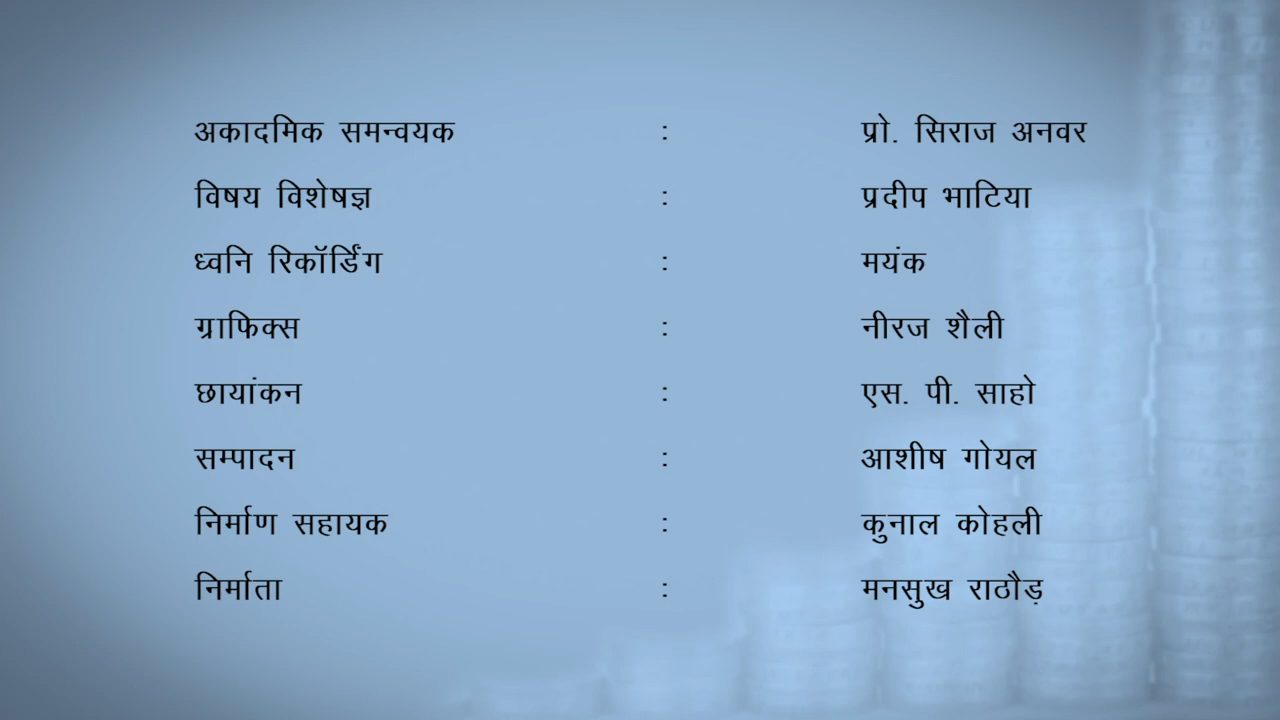 अकादमिक समन्वयक : प्रो. सिराज अनवर
विषय विशेषज्ञ : प्रदीप भाटिया
ध्वनि रिकॉर्डिंग : मयंक
ग्राफिक्स : नीरज शैली
छायांकन : एस. पी. साहो
सम्पादन : आशीष गोयल
निर्माण सहायक : कुनाल कोहली
निर्माता : मनसुख राठौड़